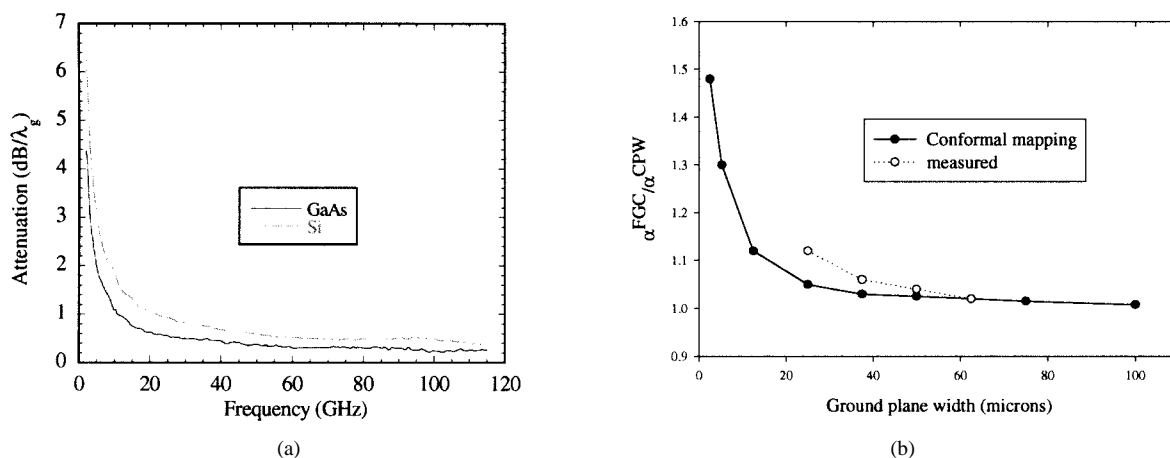 7
6
5
4
3
2
1
0
Attenuation (dB/λg)
GaAs
Si
0 20 40 60 80 100 120
Frequency (GHz)
(a)
1.6
1.5
1.4
1.3
1.2
1.1
1.0
0.9
αFGC/αCPW
Conformal mapping
measured
0 20 40 60 80 100
Ground plane width (microns)
(b)